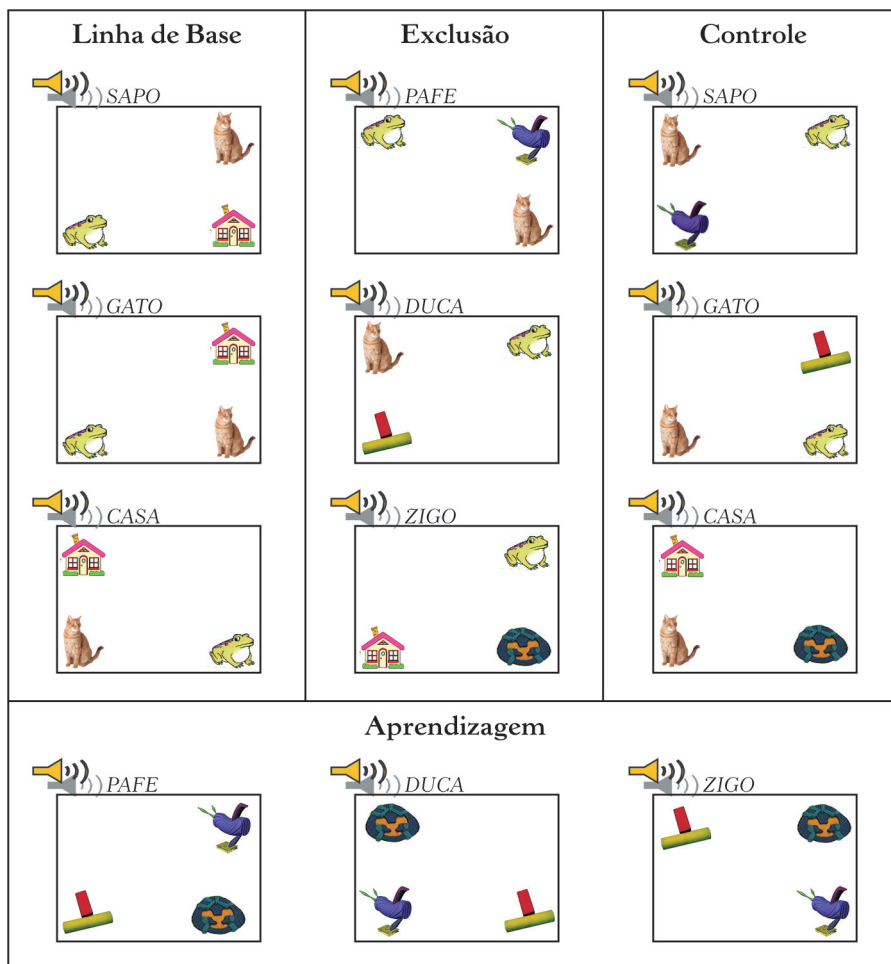 Linha de Base
Exclusão
Controle
SAPO
PAFE
SAPO
GATO
DUCA
GATO
CASA
ZIGO
CASA
Aprendizagem
PAFE
DUCA
ZIGO